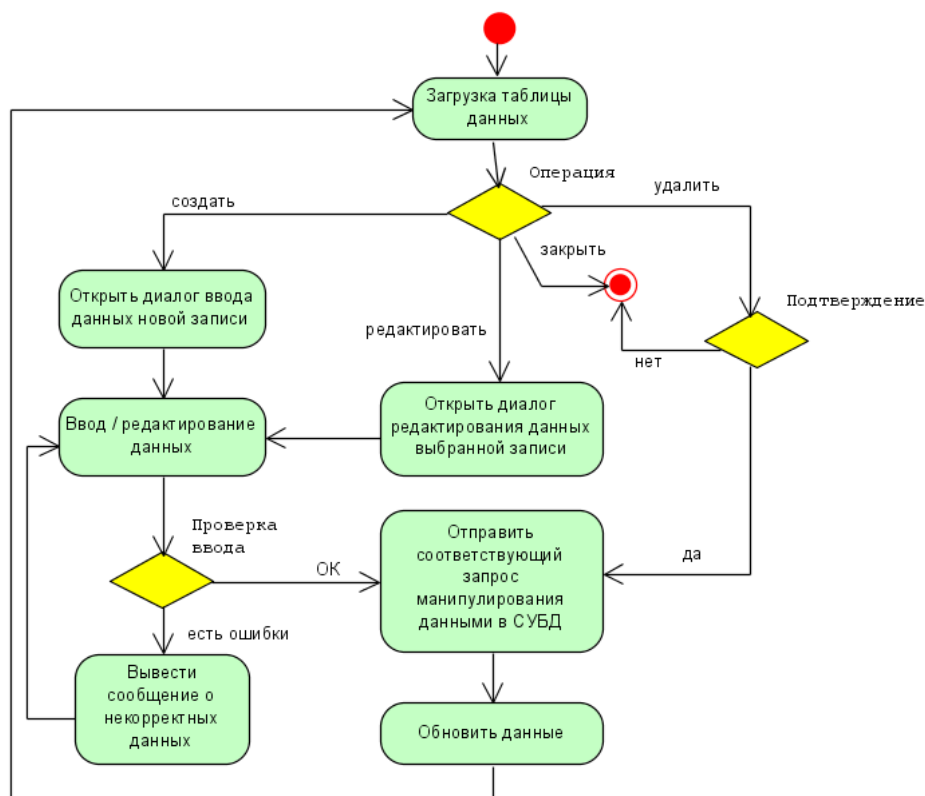 Загрузка таблицы
данных
Операция
удалить
создать
закрыть
Открыть диалог ввода
данных новой записи
Подтверждение
редактировать
нет
Ввод / редактирование
данных
Открыть диалог
редактирования данных
выбранной записи
Проверка
ввода
Отправить
соответствующий
запрос
манипулирования
данными в СУБД
да
ОК
есть ошибки
Вывести
сообщение о
некорректных
данных
Обновить данные